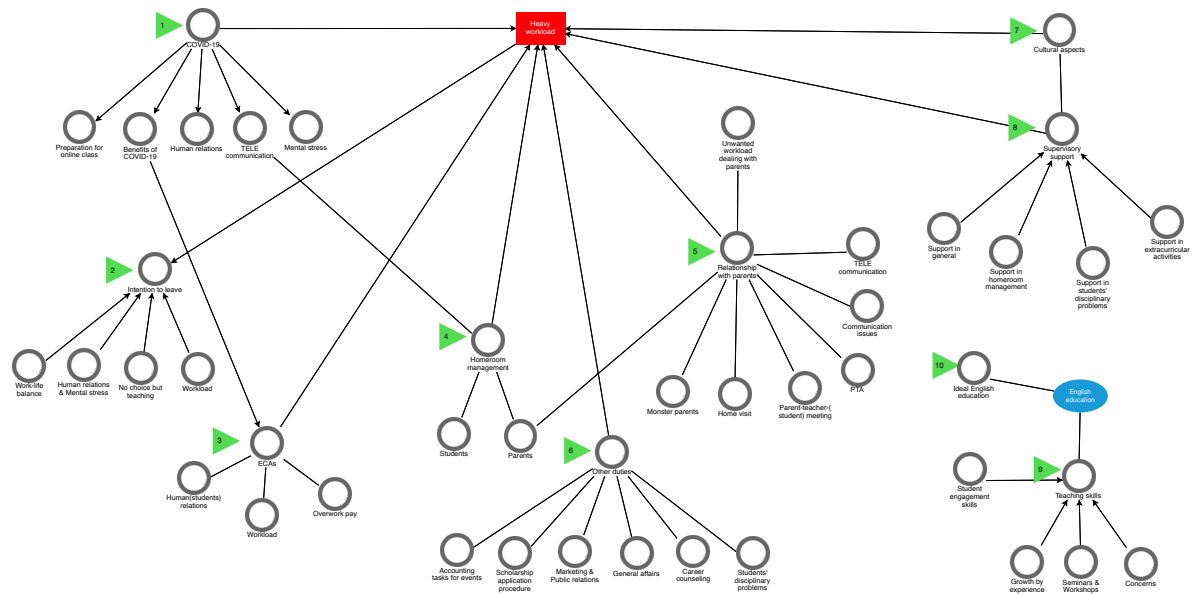 1
COVID-19
Heavy
workload
7
Cultural aspects
Preparation for
online class
Benefits of
COVID-19
Human relations
TELE
communication
Mental stress
Unwanted
workload
dealing with
parents
8
Supervisory
support
2
Intention to leave
5
Relationship
with parents
TELE
communication
Support in
general
Support in
homeroom
management
Support in
students'
disciplinary
problems
Support in
extracurricular
activities
Communication
issues
4
Homeroom
management
Work-life
balance
Human relations
& Mental stress
No choice but
teaching
Workload
Monster parents
Home visit
Parent-teacher-(
student) meeting
PTA
10
Ideal English
education
English
education
3
ECAs
Students
Parents
6
Other duties
Human(students)
relations
Workload
Overwork pay
Student
engagement
skills
9
Teaching skills
Accounting
tasks for events
Scholarship
application
procedure
Marketing &
Public relations
General affairs
Career
counseling
Students'
disciplinary
problems
Growth by
experience
Seminars &
Workshops
Concerns